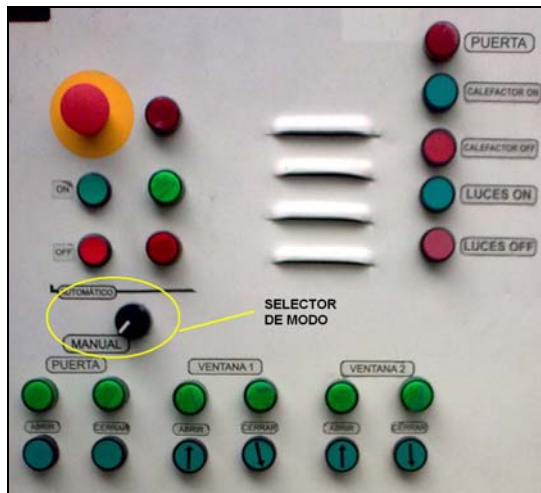 PUERTA
CALEFACTOR ON
CALEFACTOR OFF
LUCES ON
LUCES OFF
ON
OFF
AUTOMÁTICO
SELECTOR
DE MODO
MANUAL
PUERTA
VENTANA 1
VENTANA 2
ABRIR
CERRAR
ABRIR
CERRAR
ABRIR
CERRAR